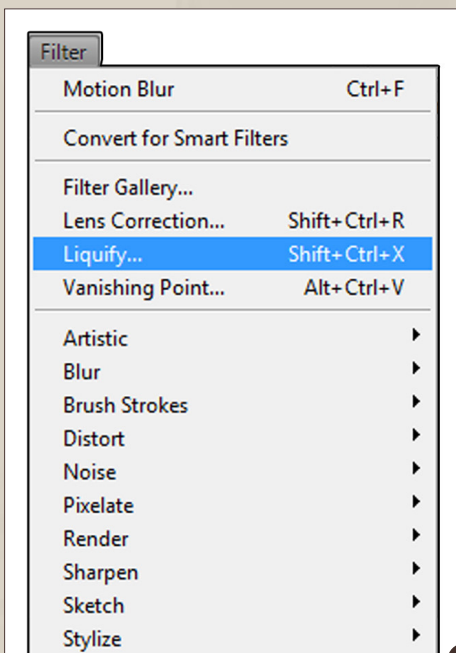 Filter
Motion Blur Ctrl+F
Convert for Smart Filters
Filter Gallery...
Lens Correction... Shift+Ctrl+R
Liquify... Shift+Ctrl+X
Vanishing Point... Alt+Ctrl+V
Artistic
Blur
Brush Strokes
Distort
Noise
Pixelate
Render
Sharpen
Sketch
Stylize